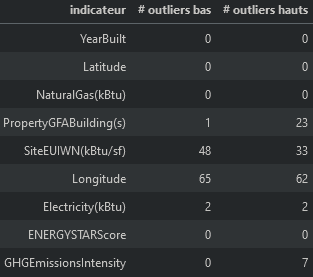 indicateur # outliers bas # outliers hauts
YearBuilt 0 0
Latitude 0 0
NaturalGas(kBtu) 0 0
PropertyGFABuilding(s) 1 23
SiteEUIWN(kBtu/sf) 48 33
Longitude 65 62
Electricity(kBtu) 2 2
ENERGYSTARScore 0 0
GHGEmissionsIntensity 0 7